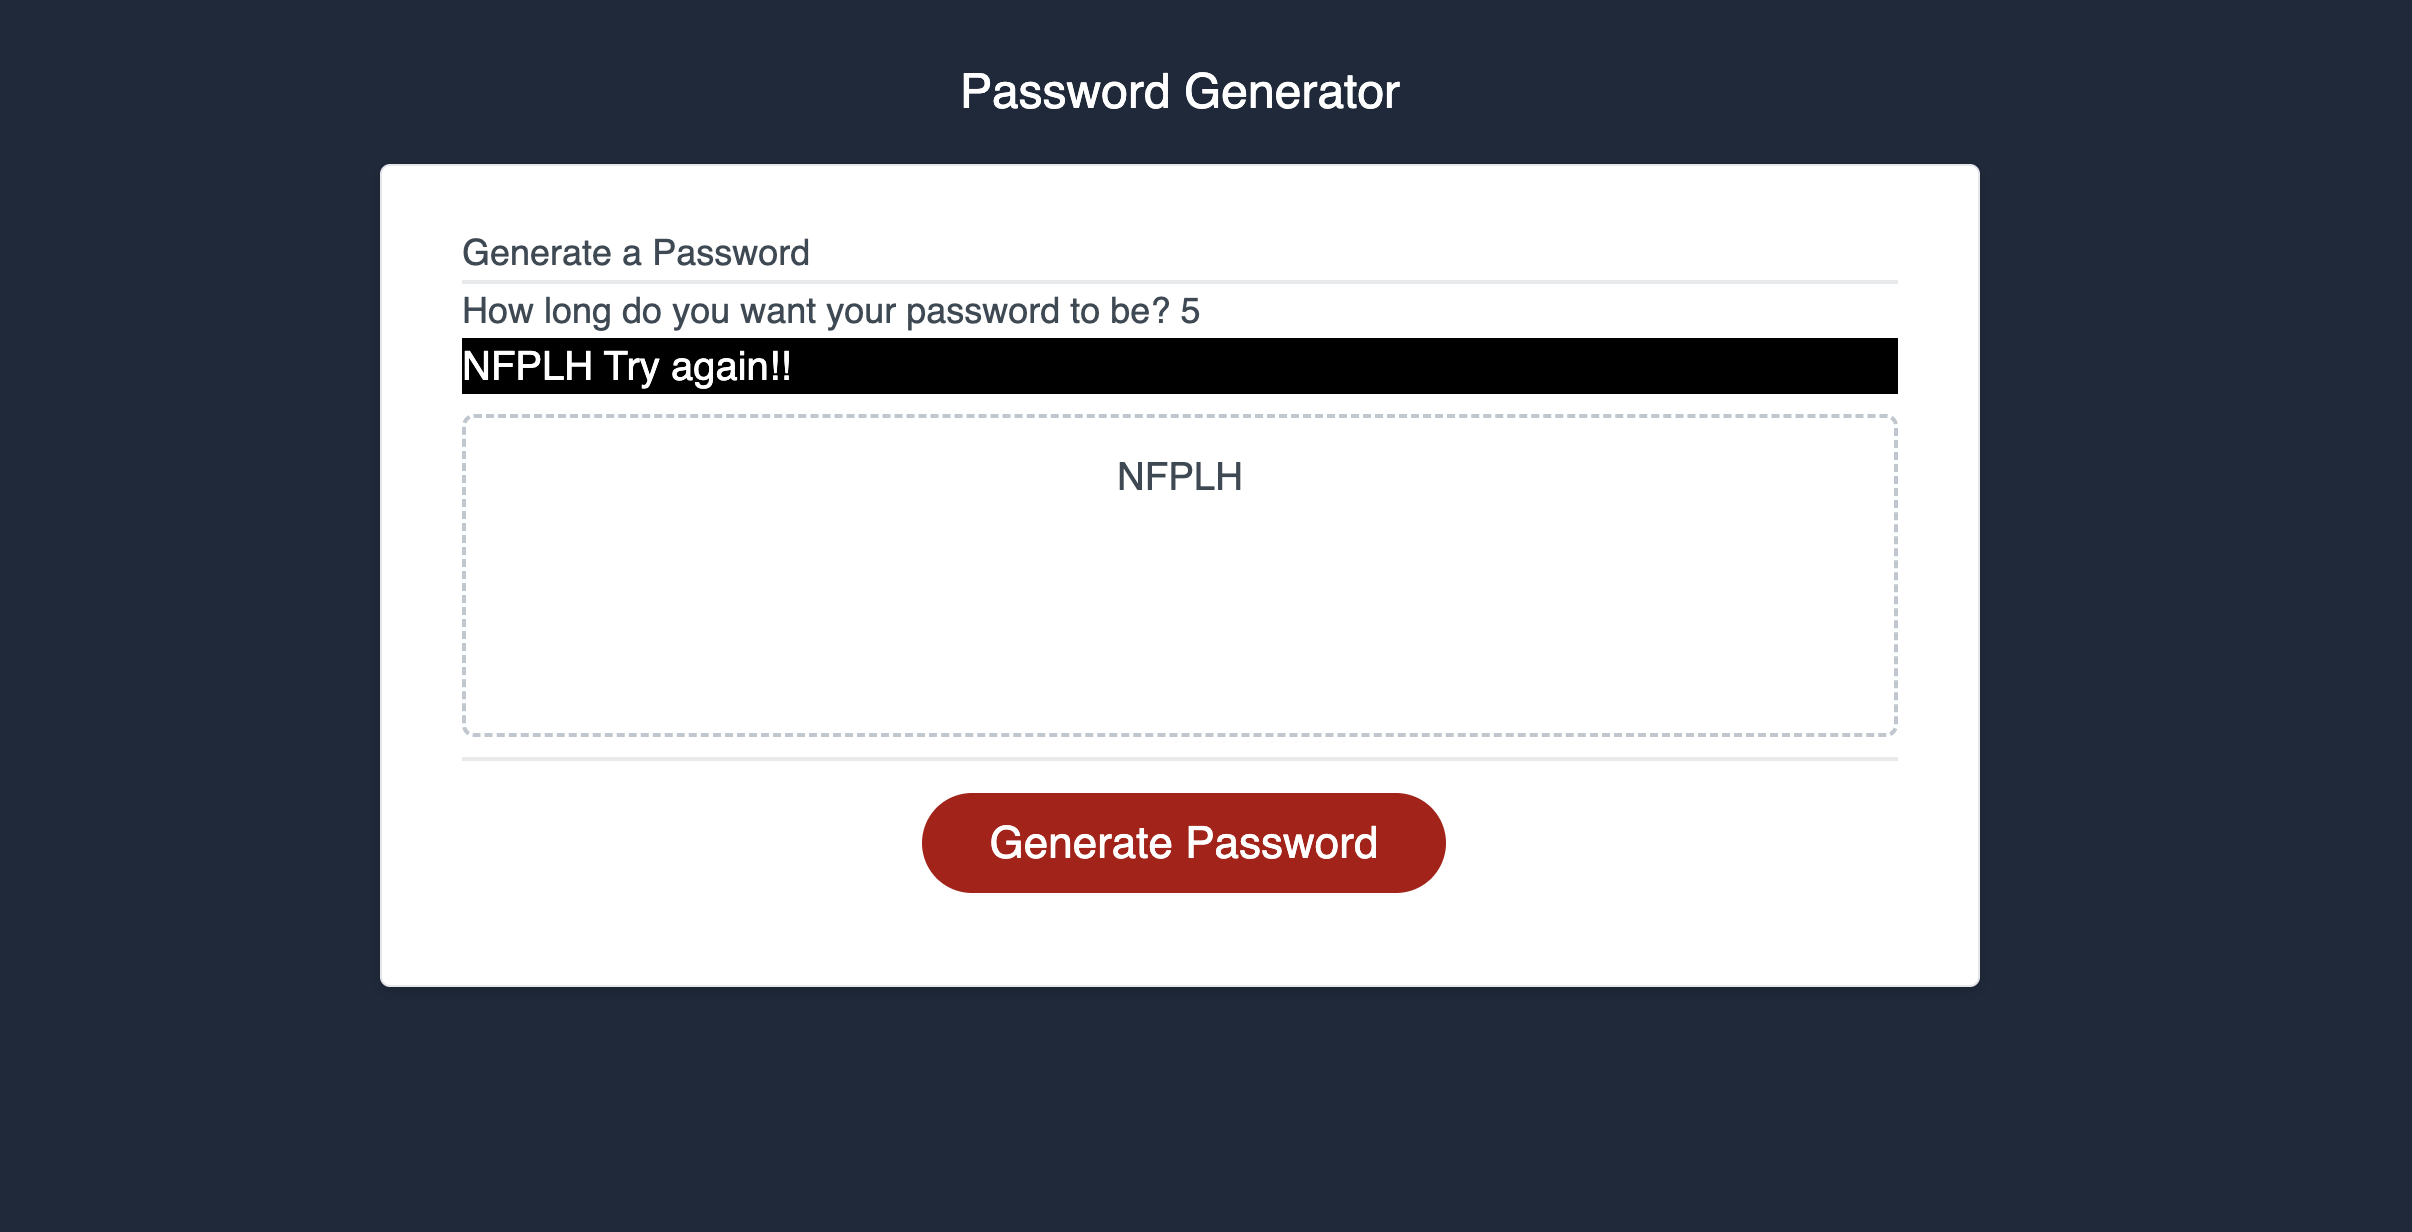 Password Generator
Generate a Password
How long do you want your password to be? 5
NFPLH Try again!!
NFPLH
Generate Password